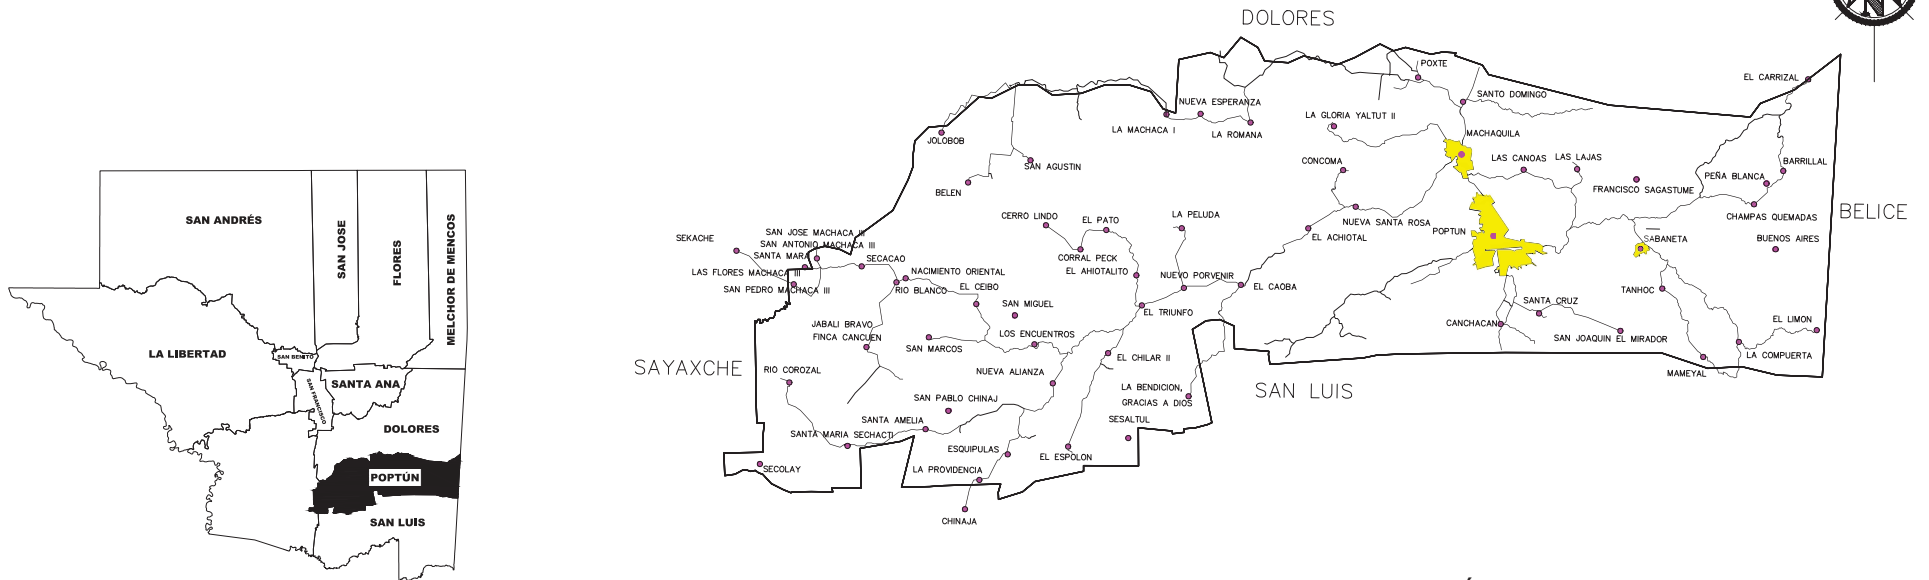 SAN ANDRÉS
SAN JOSE
FLORES
MELCHOR DE MENCOS
LA LIBERTAD
SAN BENITO
SAN FRANCISCO
SANTA ANA
DOLORES
POPTÚN
SAN LUIS
DOLORES
N
POXTE
EL CARRIZAL
SANTO DOMINGO
NUEVA ESPERANZA
LA GLORIA YALTUT II
LA MACHACA I
LA ROMANA
MACHAQUILA
JOLOBOB
CONCOMA
LAS CANOAS
LAS LAJAS
BARRILLAL
SAN AGUSTIN
PEÑA BLANCA
FRANCISCO SAGASTUME
BELEN
CERRO LINDO
EL PATO
LA PELUDA
NUEVA SANTA ROSA
CHAMPAS QUEMADAS
BELICE
SAN JOSE MACHACA III
POPTUN
SEKACHE
SAN ANTONIO MACHACA III
EL ACHIOTAL
SABANETA
BUENOS AIRES
SANTA MARA
SECACAO
CORRAL PECK
LAS FLORES MACHACA III
NACIMIENTO ORIENTAL
EL AHIOTALITO
NUEVO PORVENIR
SAN PEDRO MACHACA III
RIO BLANCO
EL CEIBO
EL CAOBA
TANHOC
SAN MIGUEL
SANTA CRUZ
EL TRIUNFO
JABALI BRAVO
FINCA CANCUEN
LOS ENCUENTROS
CANCHACAN
SAN JOAQUIN EL MIRADOR
EL LIMON
SAN MARCOS
EL CHILAR II
LA COMPUERTA
SAYAXCHE
RIO COROZAL
NUEVA ALIANZA
MAMEYAL
LA BENDICION,
GRACIAS A DIOS
SAN LUIS
SAN PABLO CHINAJ
SANTA AMELIA
SESALTUL
SANTA MARIA SECHACTI
ESQUIPULAS
EL ESPOLON
SECOLAY
LA PROVIDENCIA
CHINAJA